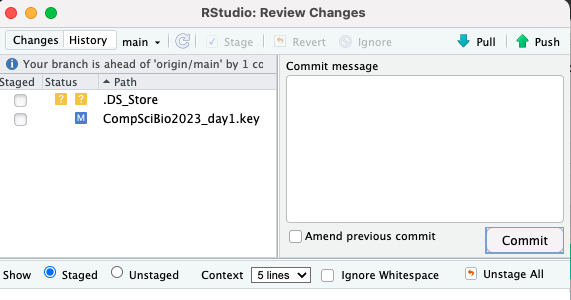 RStudio: Review Changes
Changes History main Stage Revert Ignore Pull Push
Your branch is ahead of 'origin/main' by 1 co
Commit message
Staged Status Path
? ? .DS_Store
M CompSciBio2023_day1.key
Amend previous commit
Commit
Show Staged Unstaged Context 5 lines Ignore Whitespace Unstage All